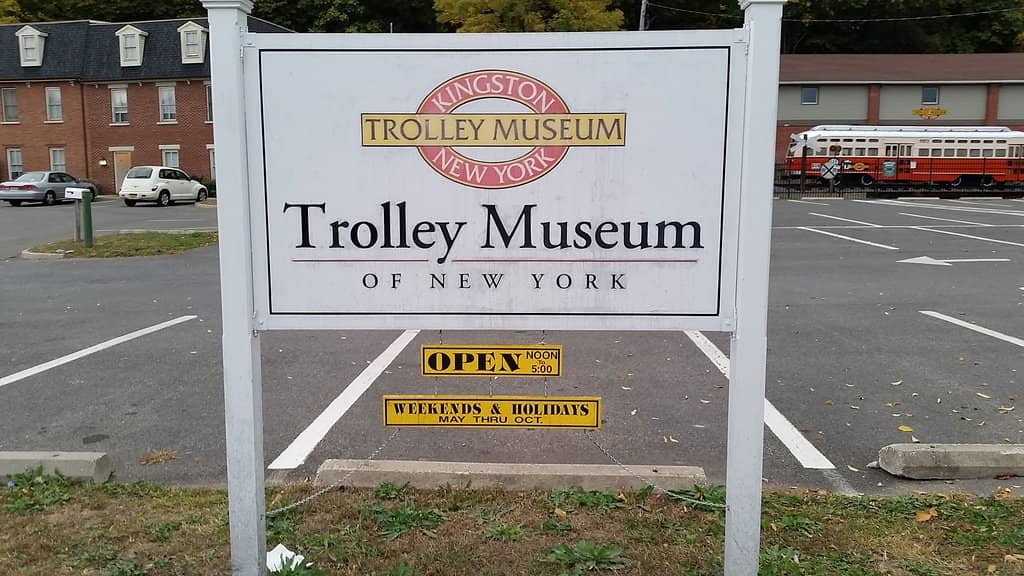 KINGSTON
TROLLEY MUSEUM
NEW YORK
Trolley Museum
OF NEW YORK
OPEN NOON
To
5:00
WEEKENDS & HOLIDAYS
MAY THRU OCT.